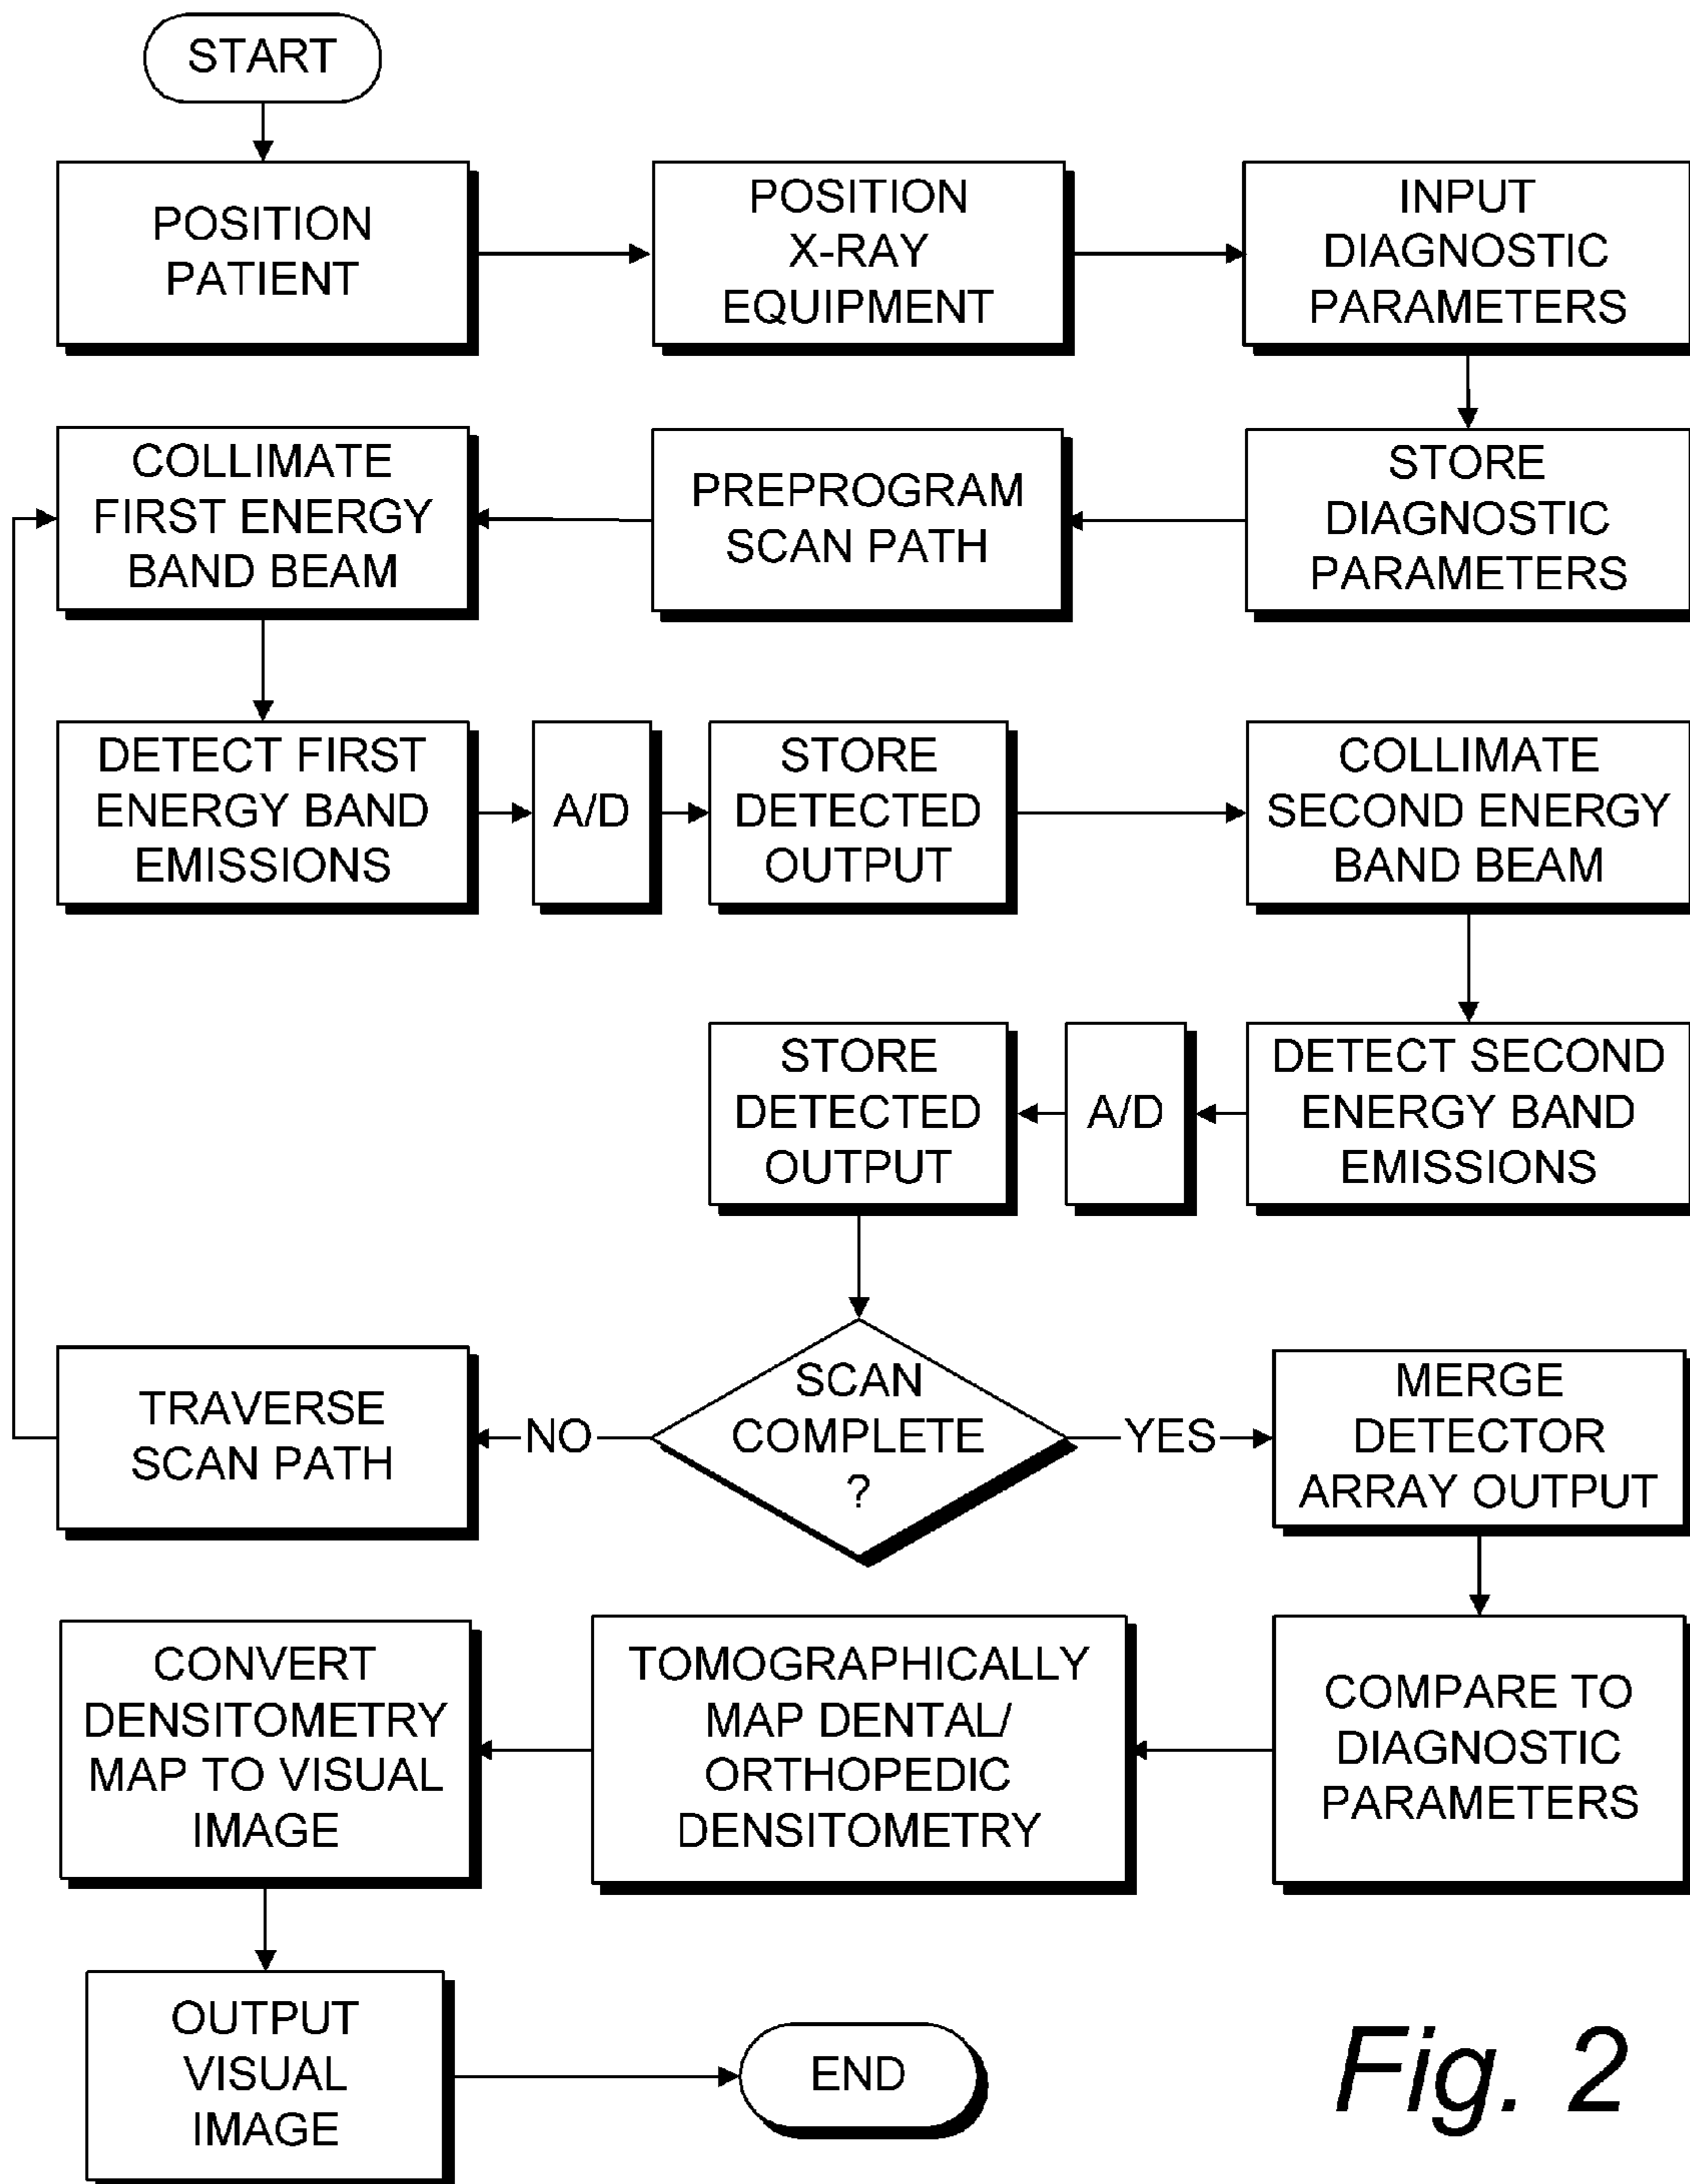 START
POSITION
PATIENT
POSITION
X-RAY
EQUIPMENT
INPUT
DIAGNOSTIC
PARAMETERS
STORE
DIAGNOSTIC
PARAMETERS
PREPROGRAM
SCAN PATH
COLLIMATE
FIRST ENERGY
BAND BEAM
DETECT FIRST
ENERGY BAND
EMISSIONS
A/D
STORE
DETECTED
OUTPUT
COLLIMATE
SECOND ENERGY
BAND BEAM
DETECT SECOND
ENERGY BAND
EMISSIONS
A/D
STORE
DETECTED
OUTPUT
SCAN
COMPLETE
?
NO
TRAVERSE
SCAN PATH
YES
MERGE
DETECTOR
ARRAY OUTPUT
COMPARE TO
DIAGNOSTIC
PARAMETERS
TOMOGRAPHICALLY
MAP DENTAL/
ORTHOPEDIC
DENSITOMETRY
CONVERT
DENSITOMETRY
MAP TO VISUAL
IMAGE
OUTPUT
VISUAL
IMAGE
END
Fig. 2